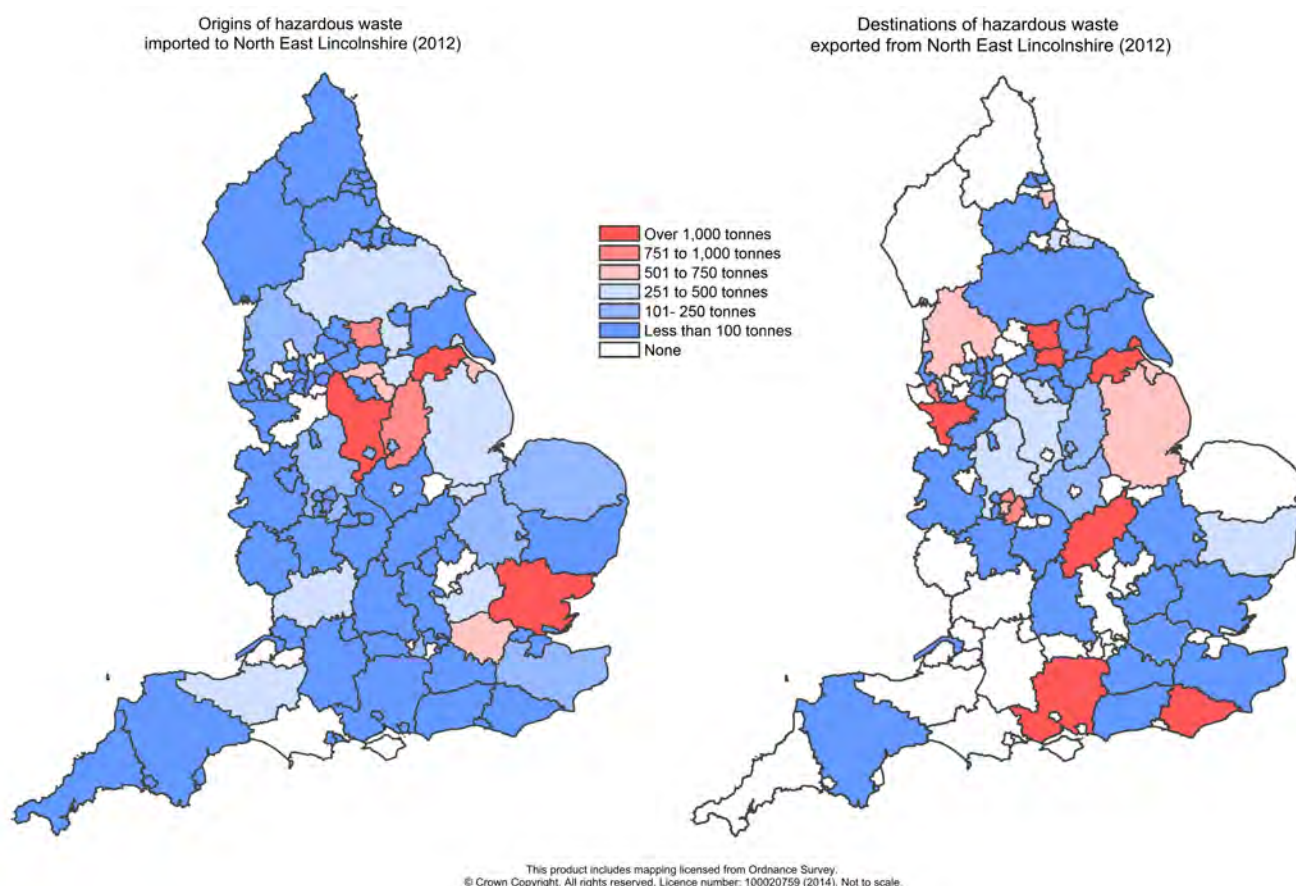 Origins of hazardous waste
imported to North East Lincolnshire (2012)
Destinations of hazardous waste
exported from North East Lincolnshire (2012)
Over 1,000 tonnes
751 to 1,000 tonnes
501 to 750 tonnes
251 to 500 tonnes
101- 250 tonnes
Less than 100 tonnes
None
This product includes mapping licensed from Ordnance Survey.
© Crown Copyright. All rights reserved. Licence number: 100020759 (2014). Not to scale.